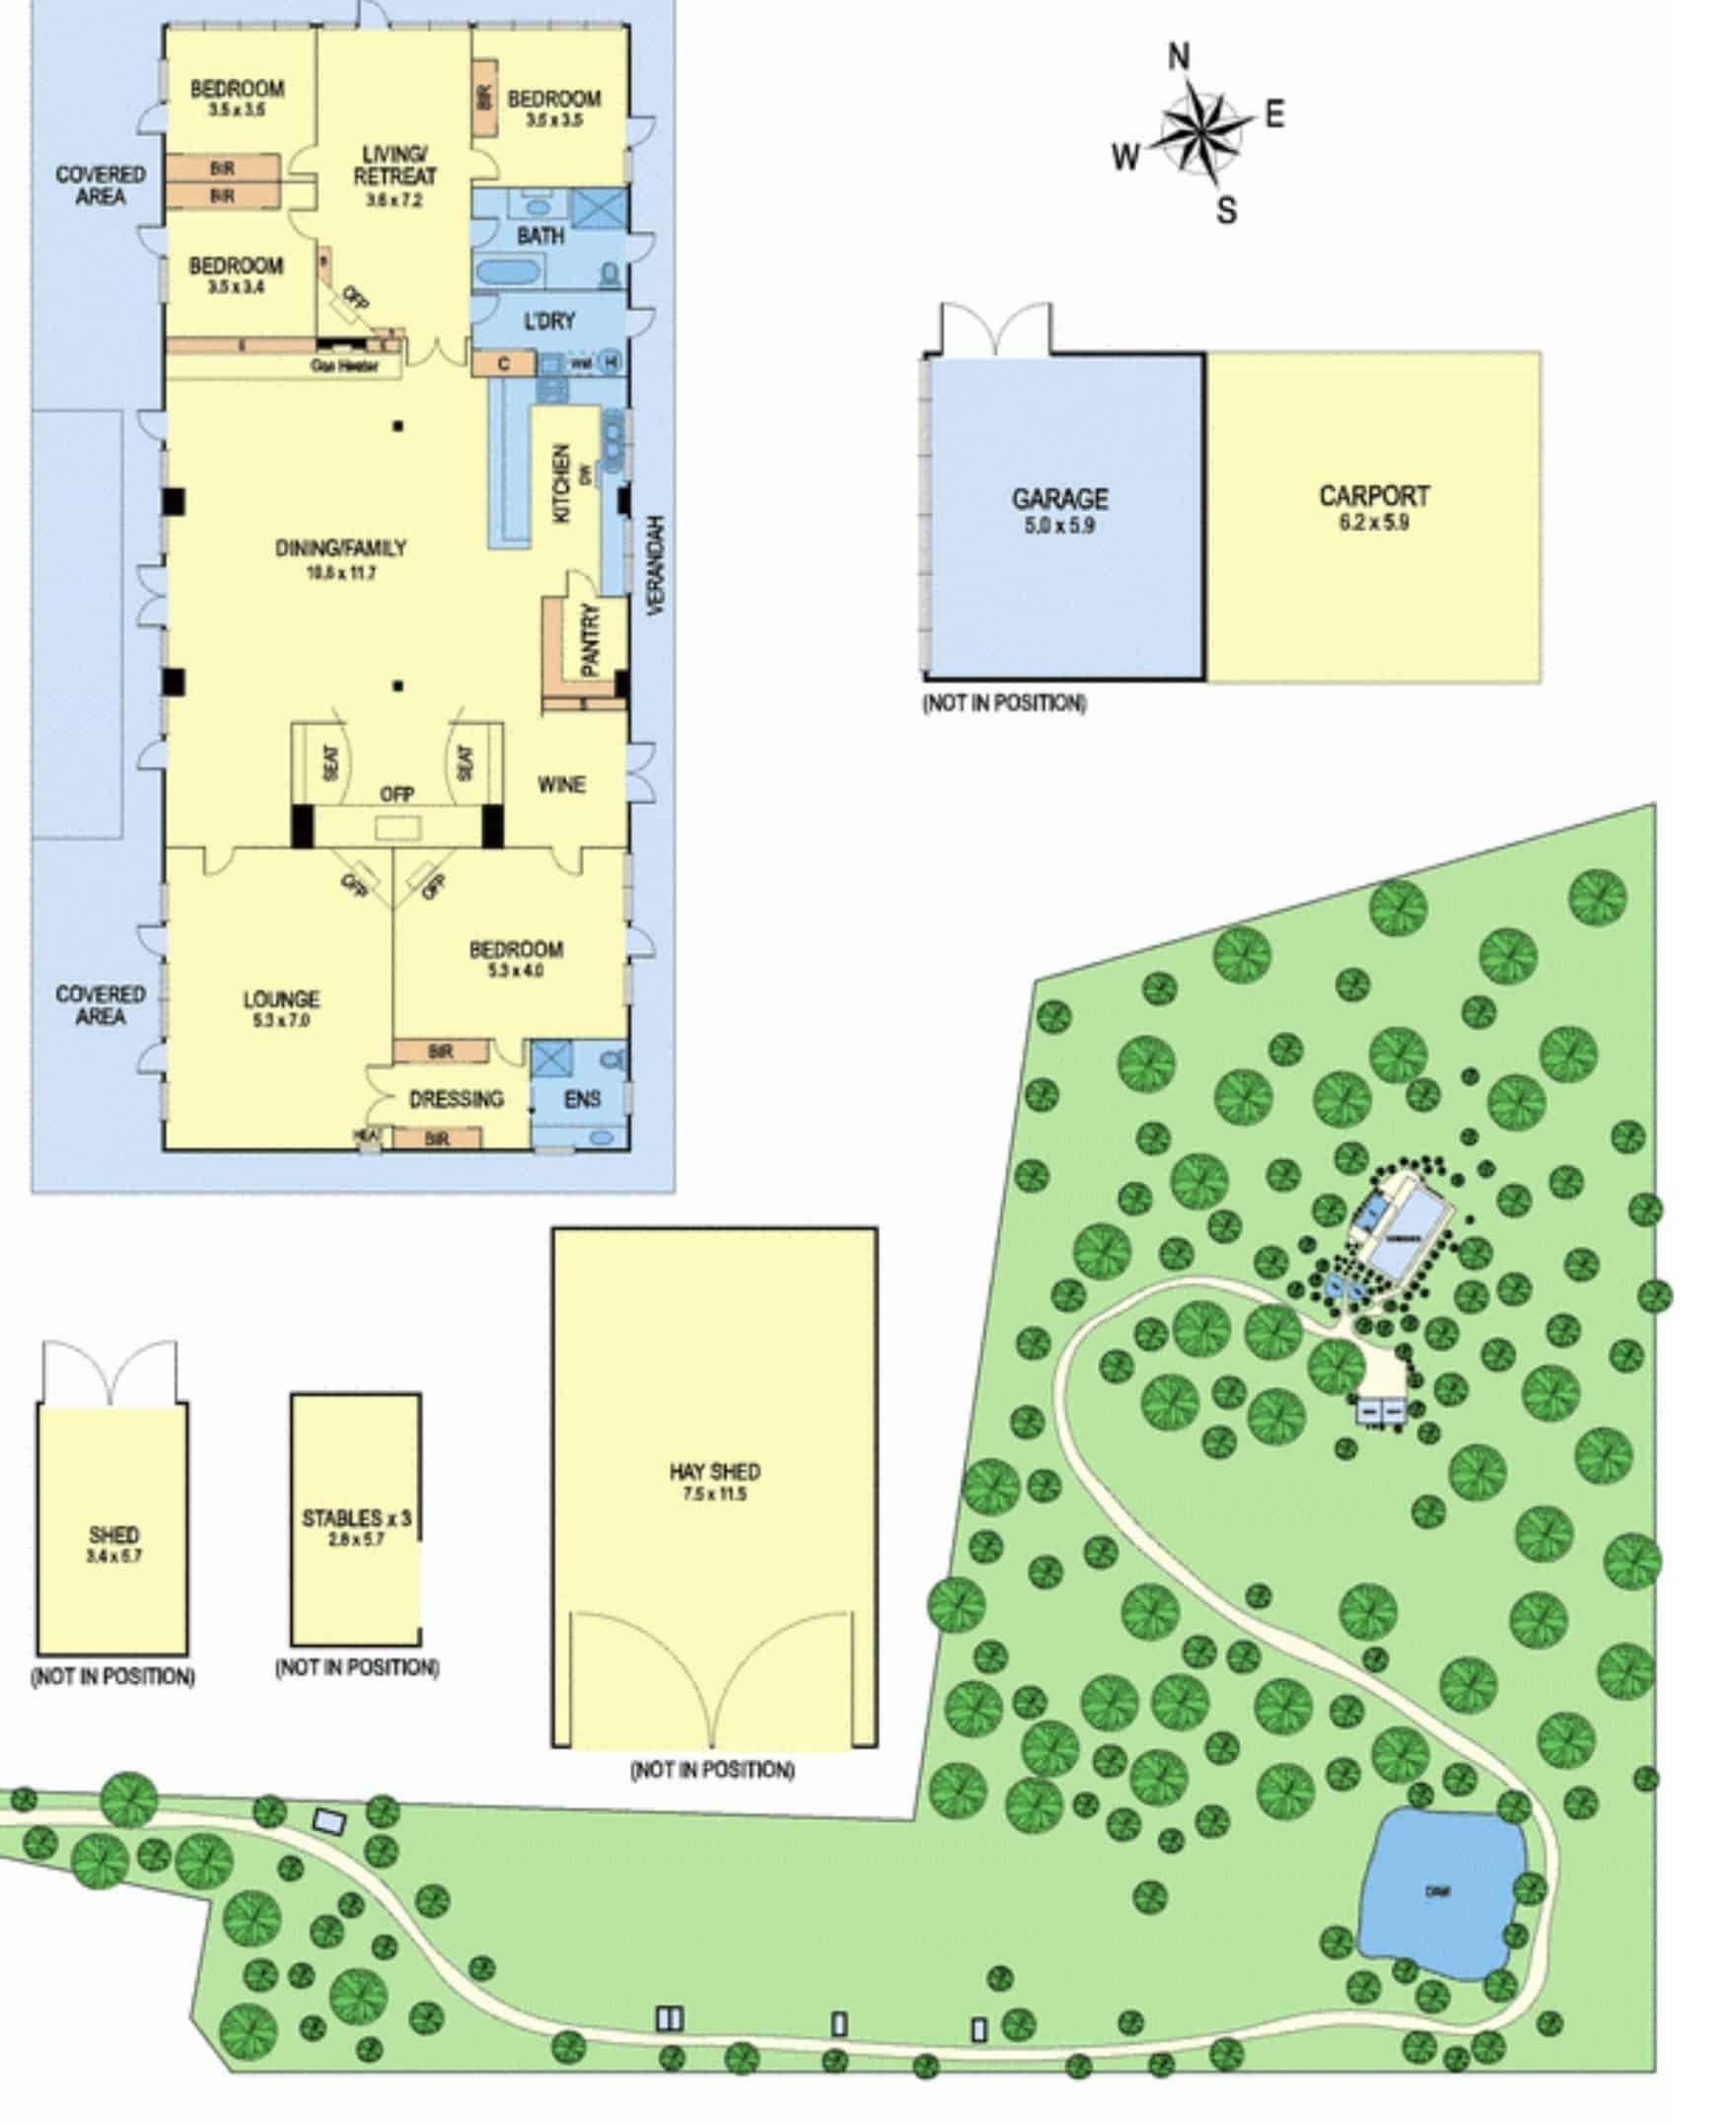 BEDROOM
3.5 x 3.5
BIR
BEDROOM
3.5 x 3.5
LIVING/
RETREAT
3.6 x 7.2
COVERED
AREA
BIR
BIR
BATH
BEDROOM
3.5 x 3.4
OFP
L'DRY
Gas Heater
C
WM
H
KITCHEN
DW
DINING/FAMILY
10.8 x 11.7
VERANDAH
PANTRY
SEAT
SEAT
OFP
WINE
OFP
OFP
BEDROOM
5.3 x 4.0
COVERED
AREA
LOUNGE
5.3 x 7.0
BIR
DRESSING
ENS
HEAT
BIR
N
E
W
S
GARAGE
5.0 x 5.9
CARPORT
6.2 x 5.9
(NOT IN POSITION)
SHED
3.4 x 5.7
(NOT IN POSITION)
STABLES x 3
2.8 x 5.7
(NOT IN POSITION)
HAY SHED
7.5 x 11.5
(NOT IN POSITION)
DAM